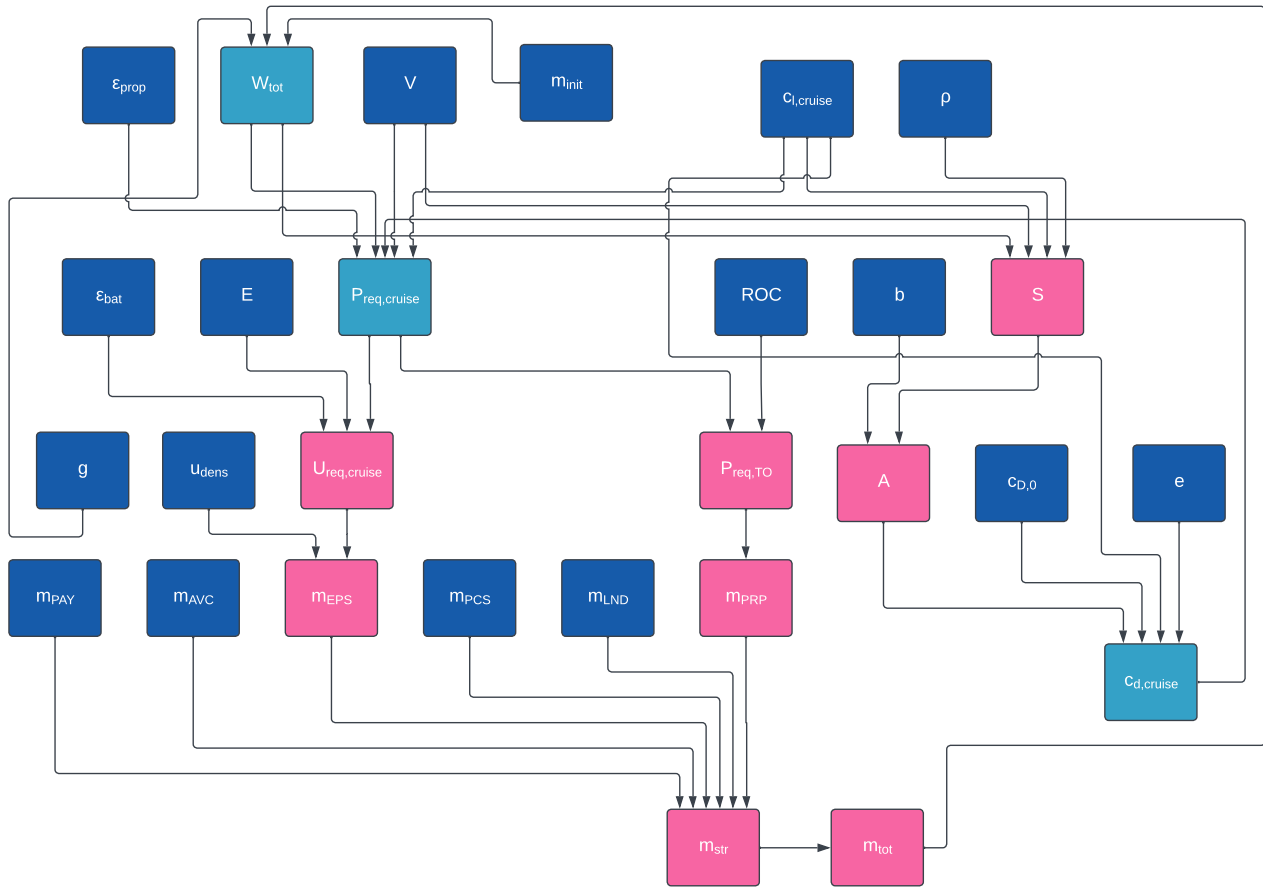 εprop
Wtot
V
minit
cl,cruise
ρ
εbat
E
Preq,cruise
ROC
b
S
g
udens
Ureq,cruise
Preq,TO
A
cD,0
e
mPAY
mAVC
mEPS
mPCS
mLND
mPRP
cd,cruise
mstr
mtot